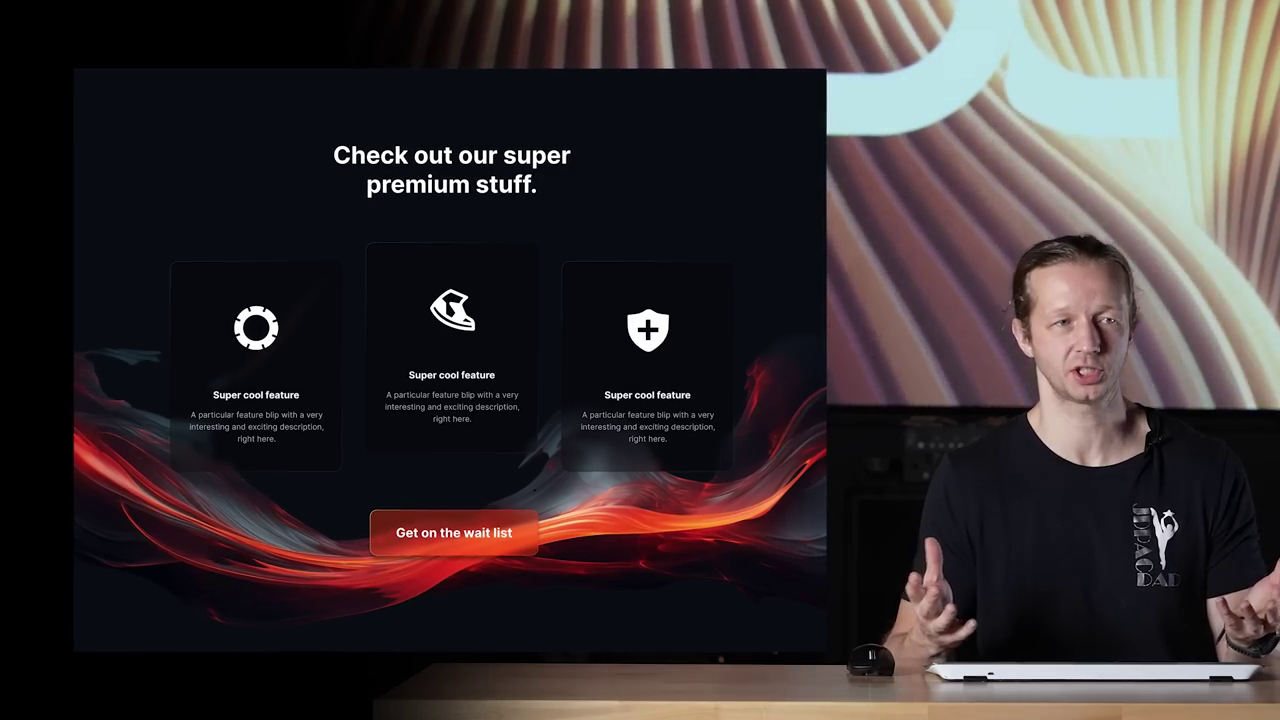 Check out our super
premium stuff.
Super cool feature
A particular feature blip with a very
interesting and exciting description,
right here.
Super cool feature
A particular feature blip with a very
interesting and exciting description,
right here.
Super cool feature
A particular feature blip with a very
interesting and exciting description,
right here.
Get on the wait list
DAD